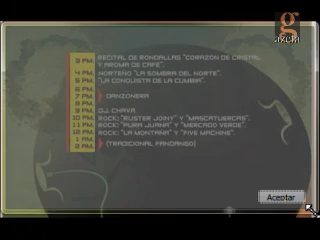 g
3 PM. RECITAL DE RONDALLAS "CORAZÓN DE CRISTAL
Y AROMA DE CAFÉ".
4 PM. NORTEÑO "LA SOMBRA DEL NORTE".
5 PM. "LA CONQUISTA DE LA CUMBIA".
6 PM.
7 PM. DANZONERA
8 PM.
9 PM. DJ. CHAVA
10 PM. ROCK: "RUSTER JOINY" Y "MASCATUERCAS".
11 PM. ROCK: "PURA JUANA" Y "MERCADO VERDE".
12 PM. ROCK: "LA MONTAÑA" Y "FIVE MACHINE".
1 AM.
2 AM. (TRADICIONAL FANDANGO)
Aceptar